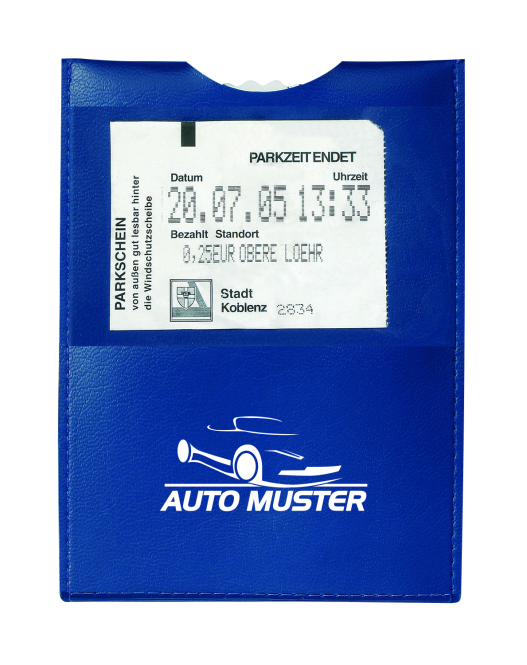 PARKZEIT ENDET
Datum Uhrzeit
20.07.05 13:33
Bezahlt Standort
0,25EUR OBERE LOEHR
Stadt
Koblenz 2834
PARKSCHEIN
von außen gut lesbar hinter
die Windschutzscheibe
AUTO MUSTER